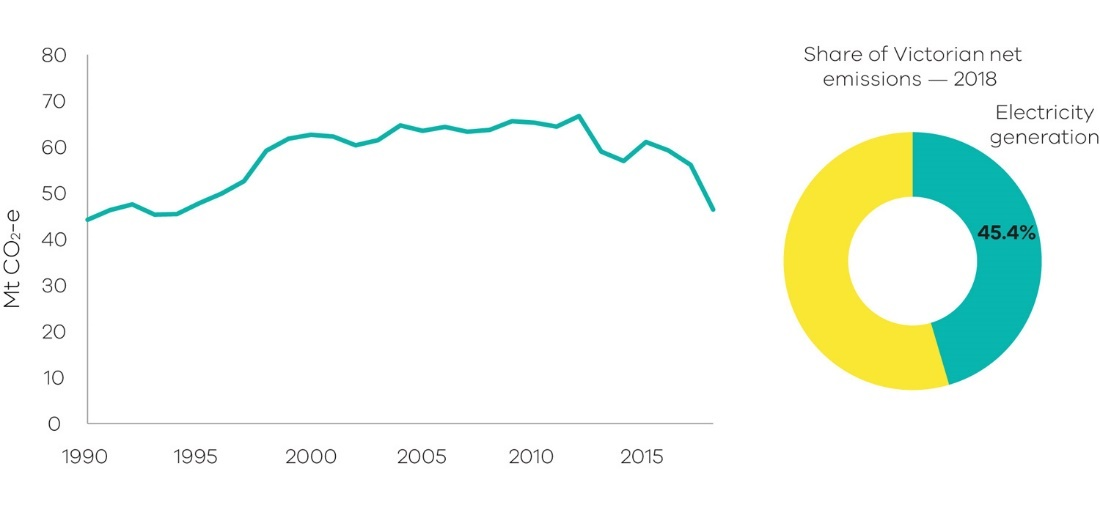 80
70
60
50
40
30
20
10
0
Mt CO₂-e
1990 1995 2000 2005 2010 2015
Share of Victorian net
emissions — 2018
Electricity
generation
45.4%